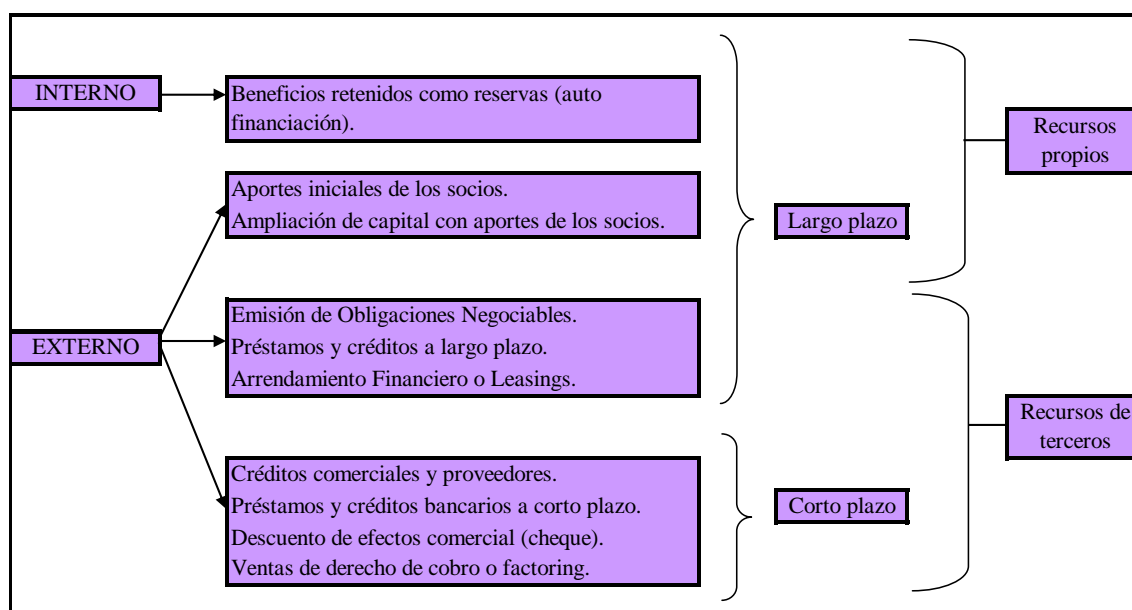 INTERNO
Beneficios retenidos como reservas (auto
financiación).
Recursos
propios
Aportes iniciales de los socios.
Ampliación de capital con aportes de los socios.
Largo plazo
Emisión de Obligaciones Negociables.
Préstamos y créditos a largo plazo.
Arrendamiento Financiero o Leasings.
EXTERNO
Recursos de
terceros
Créditos comerciales y proveedores.
Préstamos y créditos bancarios a corto plazo.
Descuento de efectos comercial (cheque).
Ventas de derecho de cobro o factoring.
Corto plazo